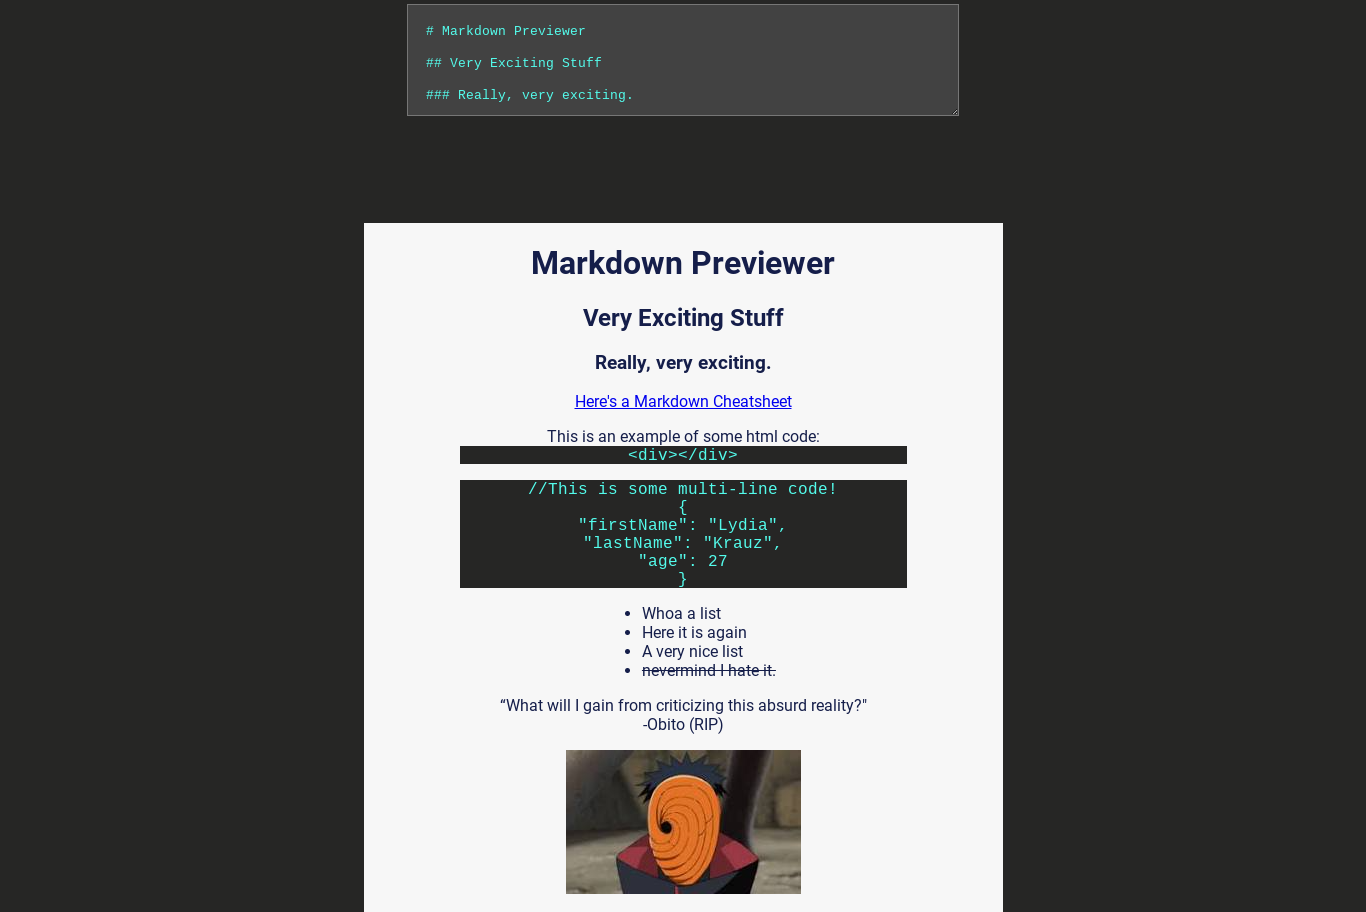 # Markdown Previewer
## Very Exciting Stuff
### Really, very exciting.
Markdown Previewer
Very Exciting Stuff
Really, very exciting.
Here's a Markdown Cheatsheet
This is an example of some html code:
<div></div>
//This is some multi-line code!
{
"firstName": "Lydia",
"lastName": "Krauz",
"age": 27
}
• Whoa a list
• Here it is again
• A very nice list
• nevermind I hate it.
“What will I gain from criticizing this absurd reality?"
-Obito (RIP)